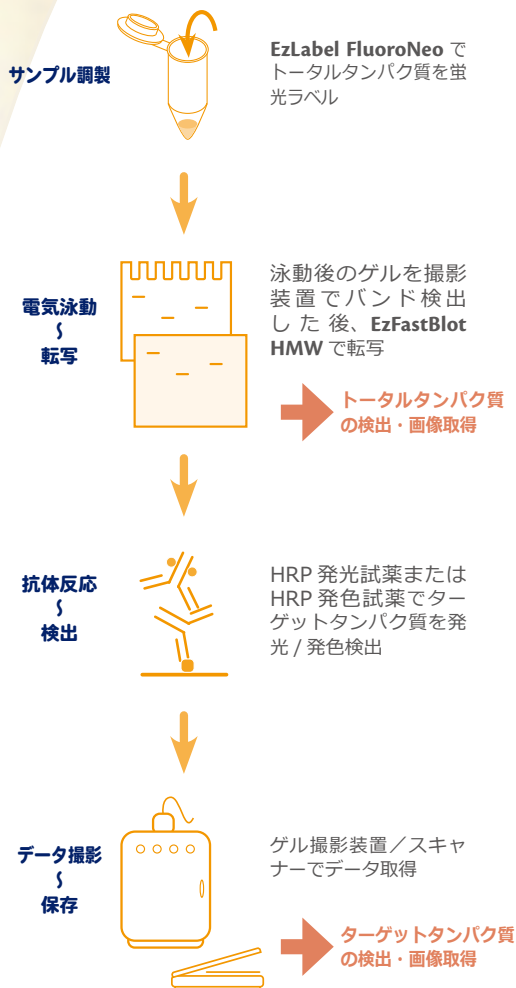 サンプル調製
EzLabel FluoroNeo で
トータルタンパク質を蛍
光ラベル
電気泳動
〜
転写
泳動後のゲルを撮影
装置でバンド検出
した後、EzFastBlot
HMW で転写
トータルタンパク質
の検出・画像取得
抗体反応
〜
検出
HRP 発光試薬または
HRP 発色試薬でター
ゲットタンパク質を発
光 / 発色検出
データ撮影
〜
保存
ゲル撮影装置／スキャ
ナーでデータ取得
ターゲットタンパク質
の検出・画像取得